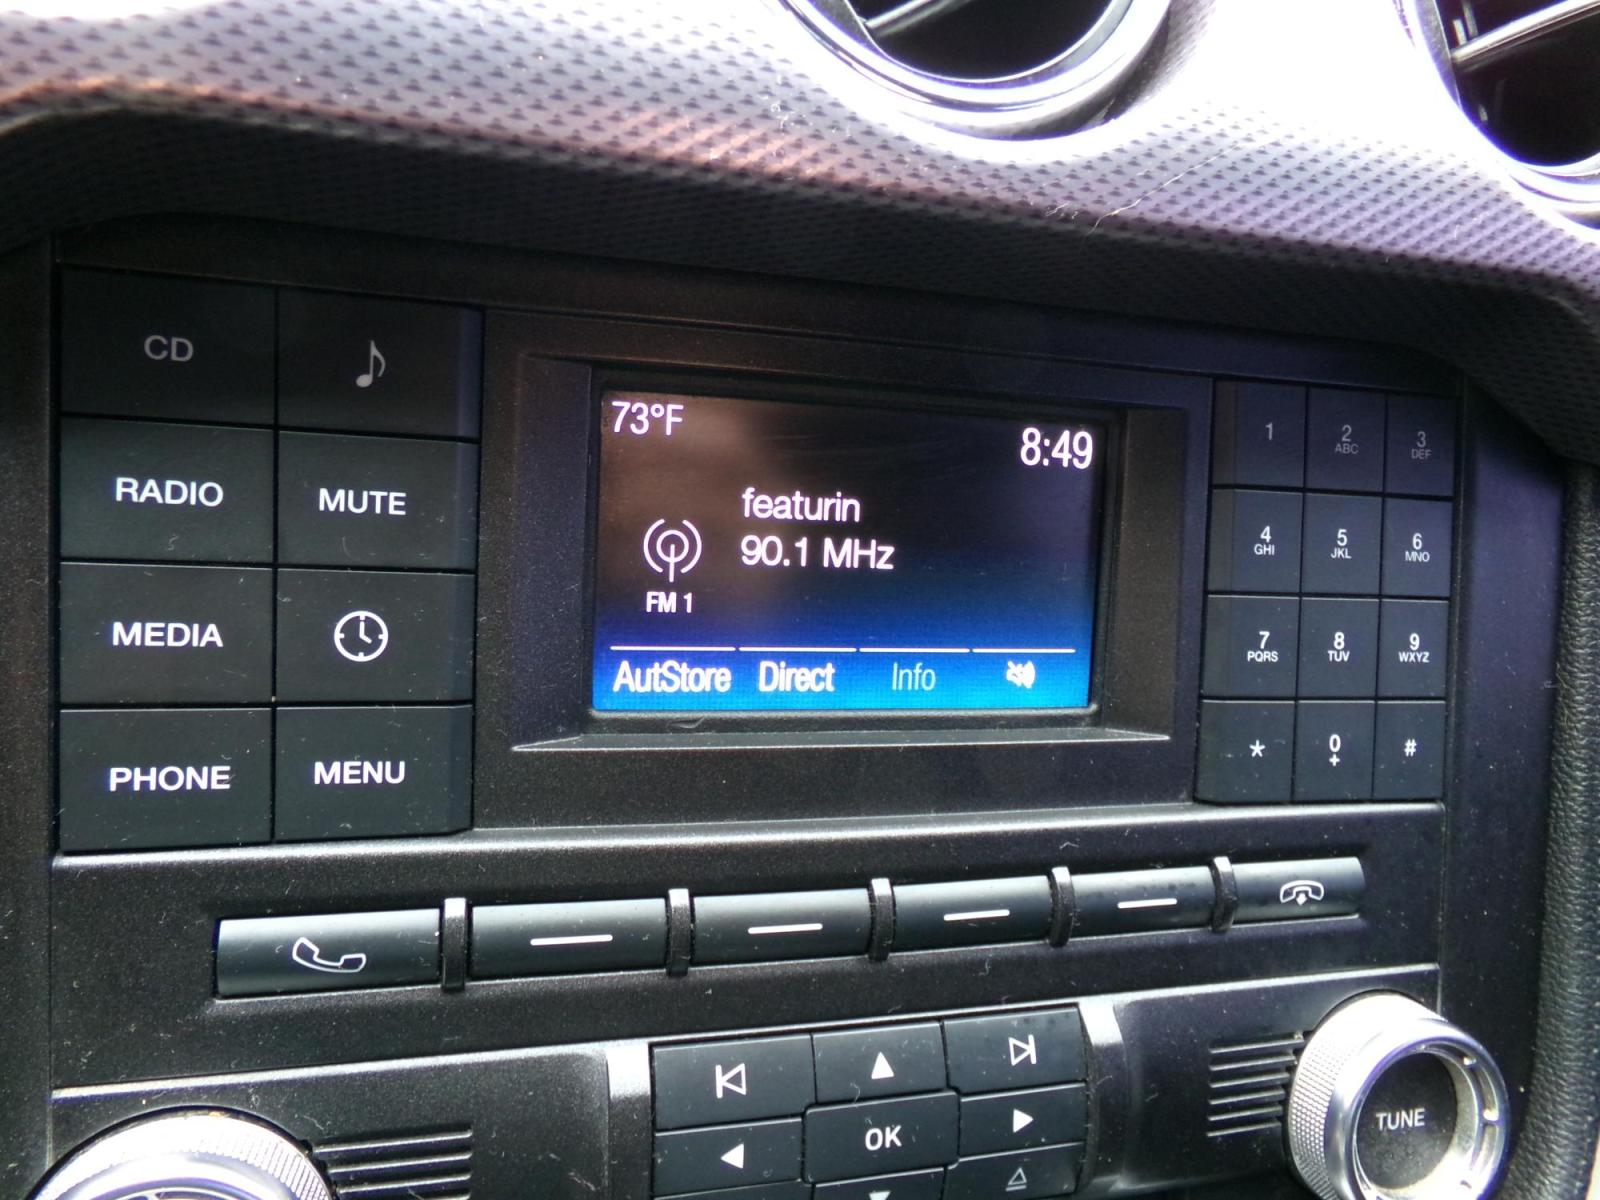 CD
RADIO MUTE
MEDIA
PHONE MENU
73°F
8:49
featurin
90.1 MHz
FM 1
AutStore Direct Info
1 2 ABC 3 DEF
4 GHI 5 JKL 6 MNO
7 PQRS 8 TUV 9 WXYZ
* 0 + #
OK
TUNE